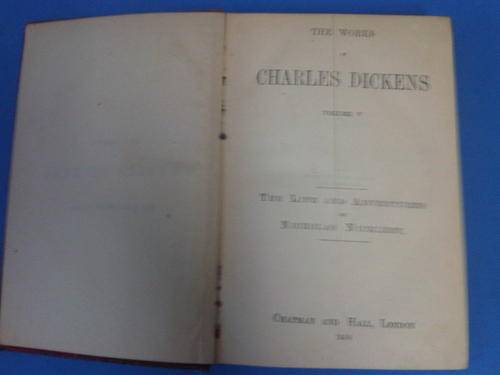 THE WORKS
OF
CHARLES DICKENS
VOLUME V
THE LIFE AND ADVENTURES
OF
NICHOLAS NICKLEBY.
CHAPMAN AND HALL, LONDON